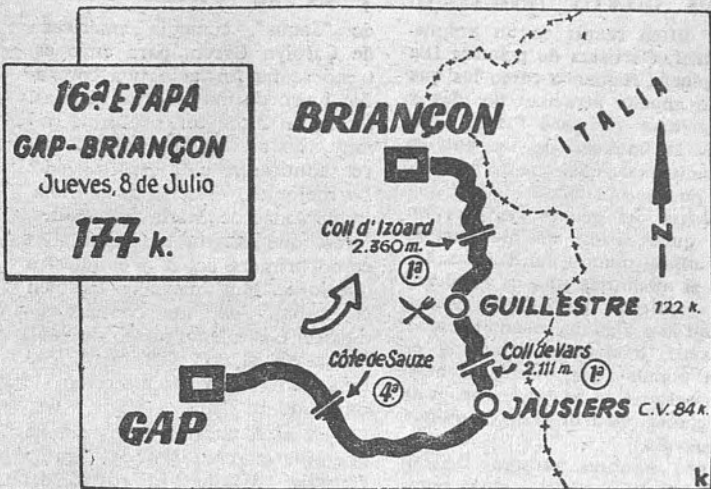 16ª ETAPA
GAP-BRIANÇON
Jueves, 8 de Julio
177 k.
BRIANÇON
ITALIA
N
Coll d'Izoard
2.360 m.
1ª
GUILLESTRE 122 k.
Coll de Vars
2.111 m. 1ª
Côte de Sauze
4ª
JAUSIERS C.V. 84 k.
GAP
k